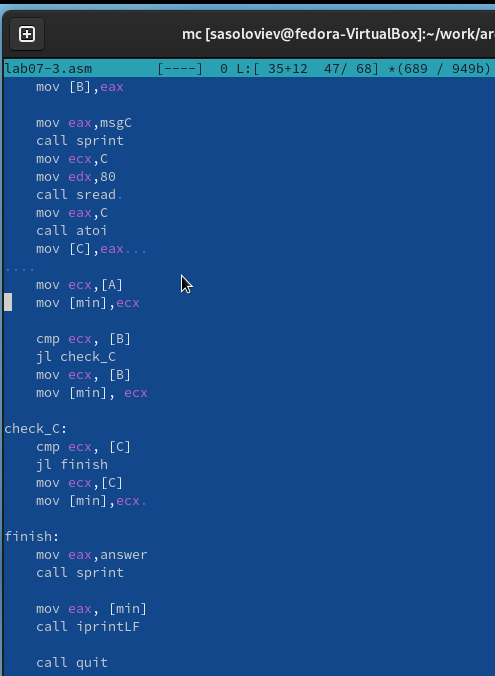 mc [sasoloviev@fedora-VirtualBox]:~/work/ar
lab07-3.asm [----] 0 L:[ 35+12 47/ 68] *(689 / 949b)
mov [B],eax
mov eax,msgC
call sprint
mov ecx,C
mov edx,80
call sread.
mov eax,C
call atoi
mov [C],eax...
....
mov ecx,[A]
mov [min],ecx
cmp ecx, [B]
jl check_C
mov ecx, [B]
mov [min], ecx
check_C:
cmp ecx, [C]
jl finish
mov ecx,[C]
mov [min],ecx.
finish:
mov eax,answer
call sprint
mov eax, [min]
call iprintLF
call quit